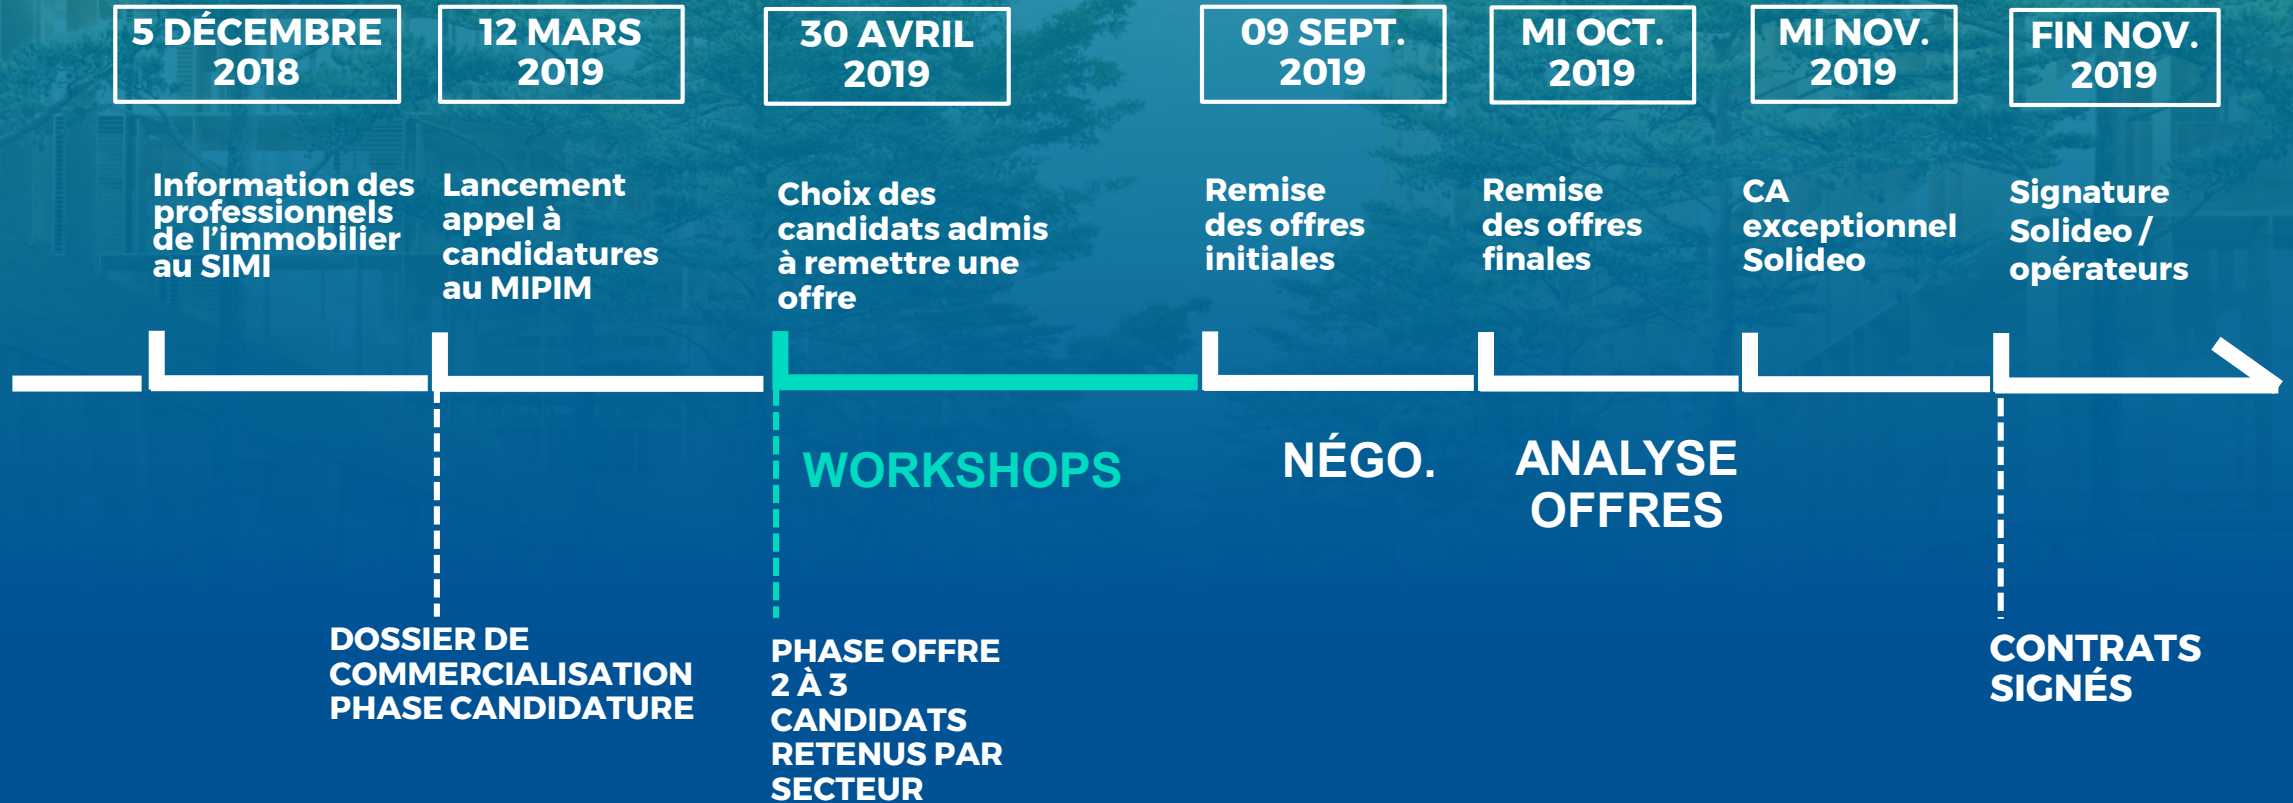 5 DÉCEMBRE
2018
12 MARS
2019
30 AVRIL
2019
09 SEPT.
2019
MI OCT.
2019
MI NOV.
2019
FIN NOV.
2019
Information des
professionnels
de l’immobilier
au SIMI
Lancement
appel à
candidatures
au MIPIM
Choix des
candidats admis
à remettre une
offre
Remise
des offres
initiales
Remise
des offres
finales
CA
exceptionnel
Solideo
Signature
Solideo /
opérateurs
WORKSHOPS
NÉGO.
ANALYSE
OFFRES
DOSSIER DE
COMMERCIALISATION
PHASE CANDIDATURE
PHASE OFFRE
2 À 3
CANDIDATS
RETENUS PAR
SECTEUR
CONTRATS
SIGNÉS